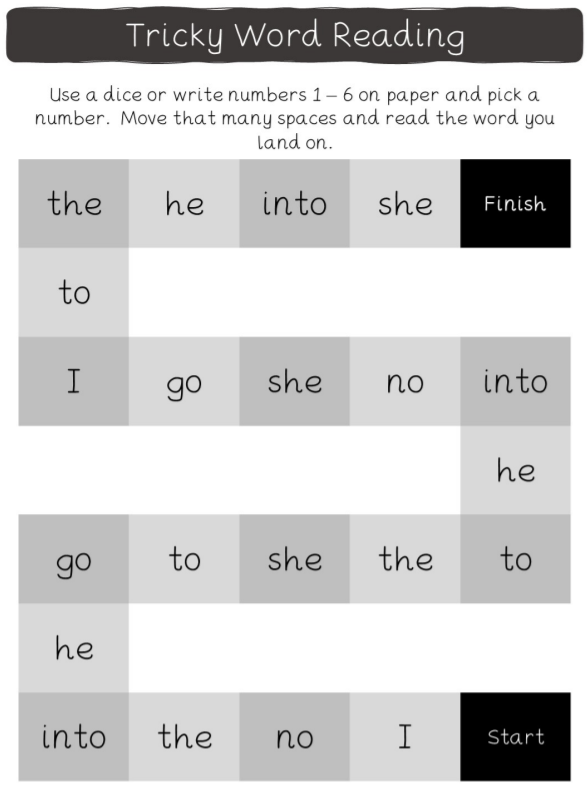 Tricky Word Reading
Use a dice or write numbers 1 – 6 on paper and pick a
number. Move that many spaces and read the word you
land on.
the he into she Finish
to
I go she no into
he
go to she the to
he
into the no I Start